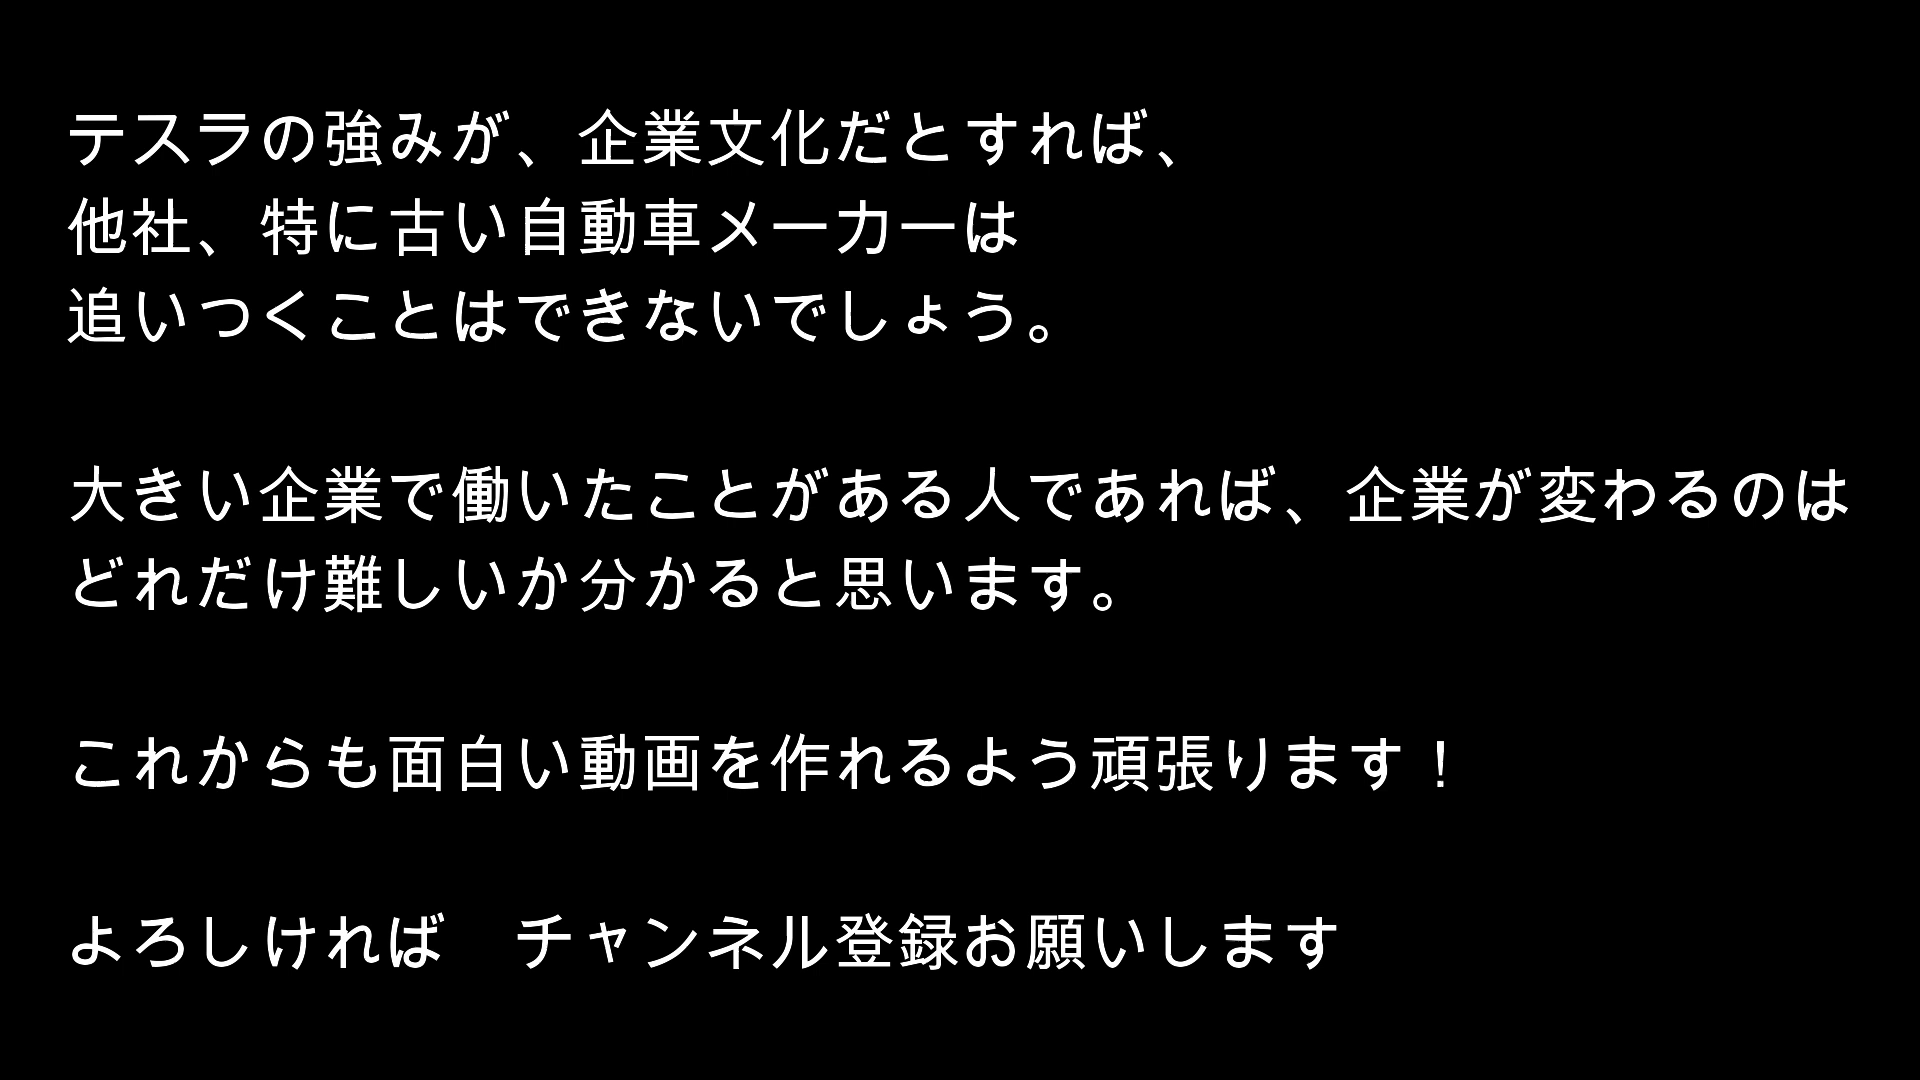 テスラの強みが、企業文化だとすれば、
他社、特に古い自動車メーカーは
追いつくことはできないでしょう。
大きい企業で働いたことがある人であれば、企業が変わるのは
どれだけ難しいか分かると思います。
これからも面白い動画を作れるよう頑張ります！
よろしければ　チャンネル登録お願いします